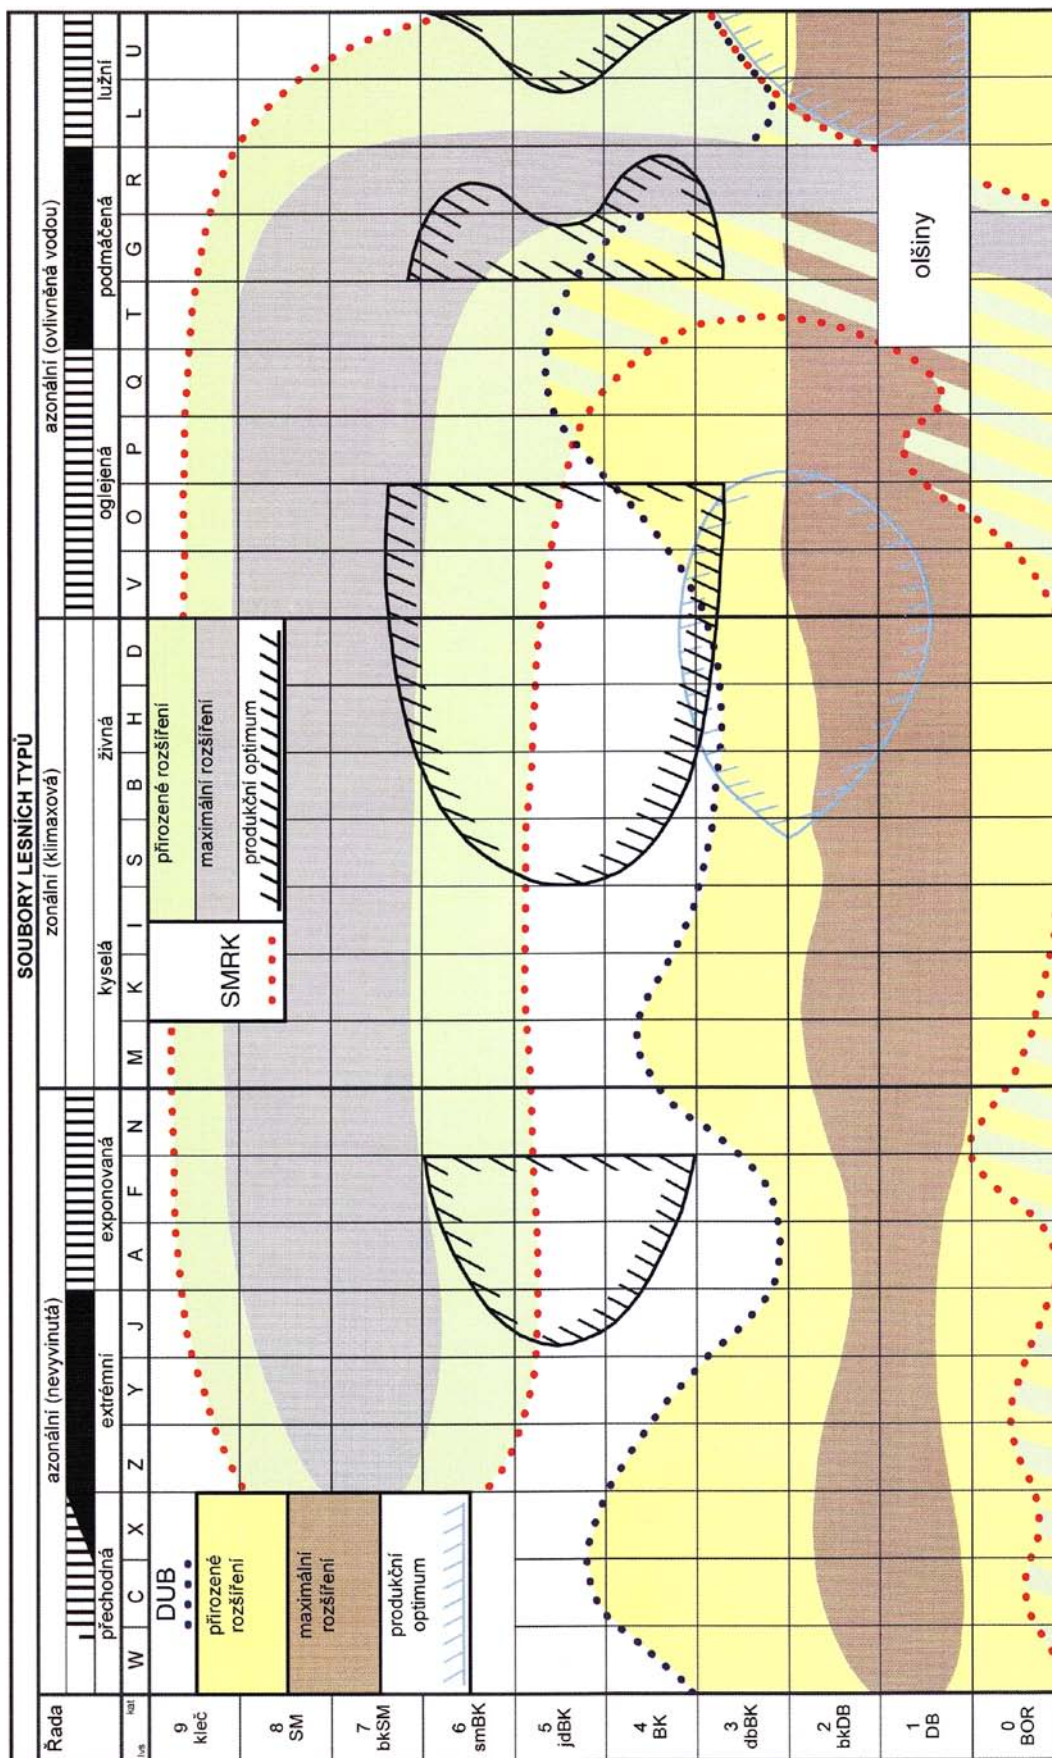 SOUBORY LESNÍCH TYPŮ
Řada
azonální (nevyvinutá)
zonální (klimaxová)
azonální (ovlivněná vodou)
přechodná
extrémní
exponovaná
kyselá
živná
oglejená
podmáčená
lužní
lvs
kat
W C X Z Y J A F N M K I S B H D V O P Q T G R L U
9
kleč
8
SM
7
bkSM
6
smBK
5
jdBK
4
BK
3
dbBK
2
bkDB
1
DB
0
BOR
DUB
přirozené
rozšíření
maximální
rozšíření
produkční
optimum
SMRK
přirozené rozšíření
maximální rozšíření
produkční optimum
olšiny